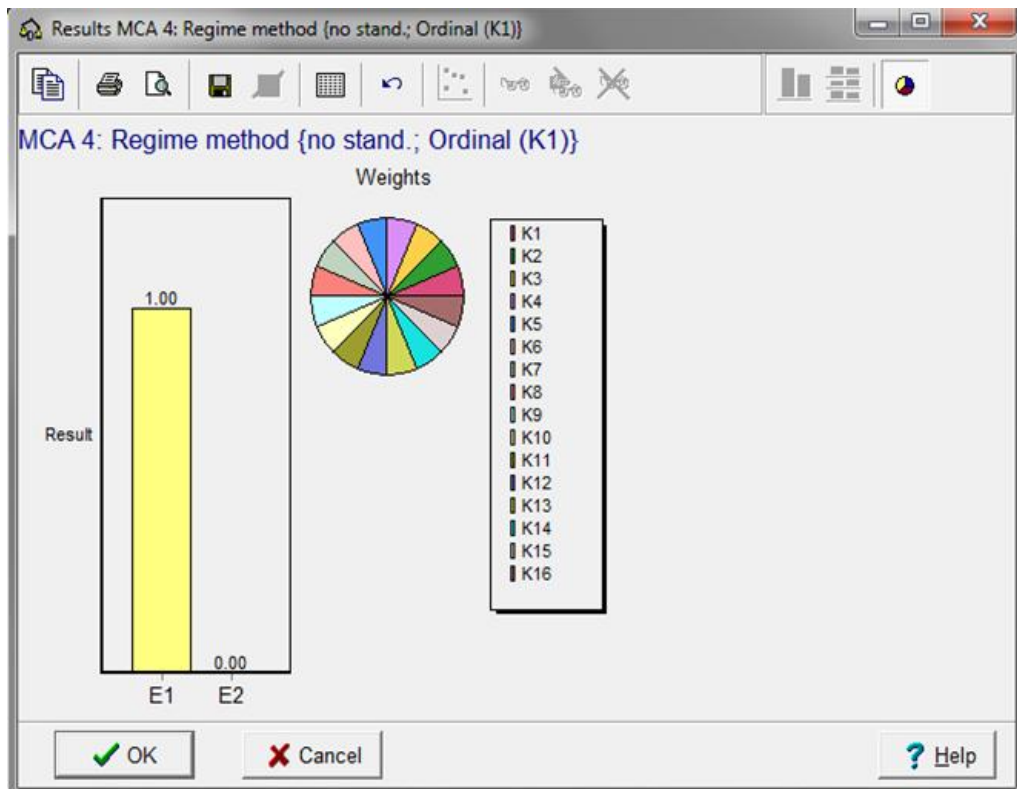 Results MCA 4: Regime method {no stand.; Ordinal (K1)}
MCA 4: Regime method {no stand.; Ordinal (K1)}
Weights
1.00
Result
0.00
E1 E2
K1
K2
K3
K4
K5
K6
K7
K8
K9
K10
K11
K12
K13
K14
K15
K16
OK Cancel Help